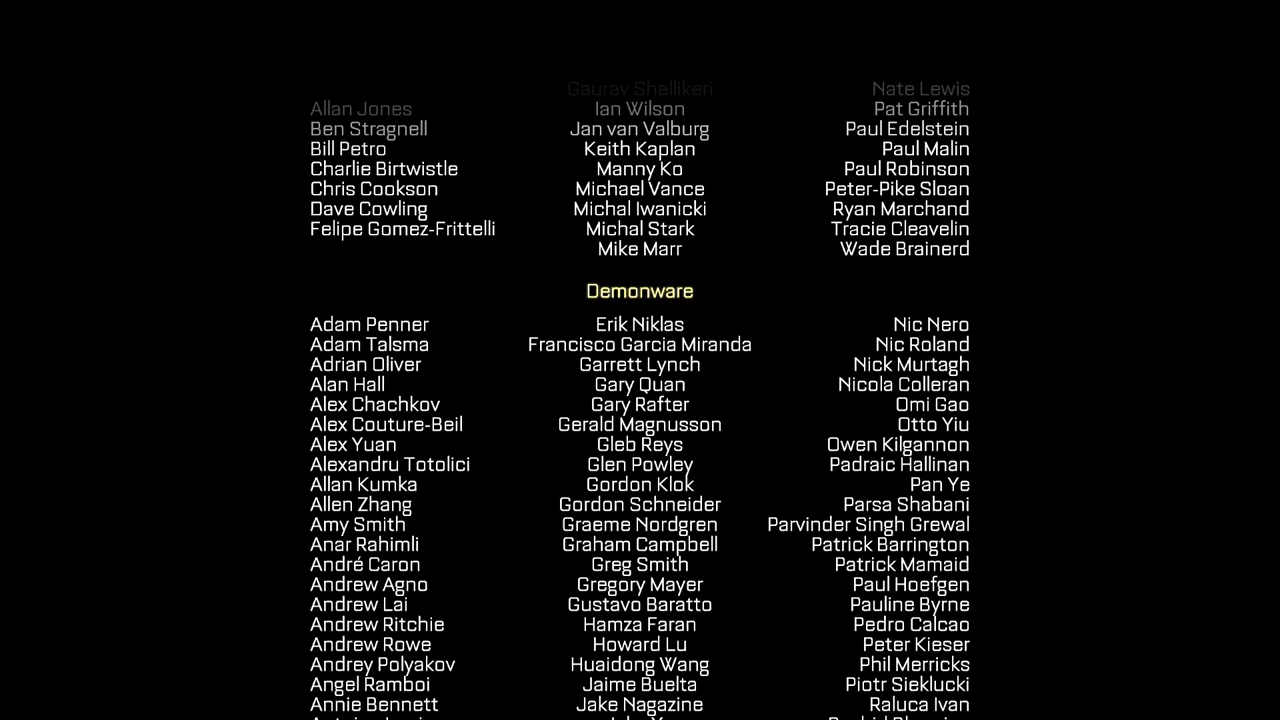 Gaurav Shellikeri Nate Lewis
Allan Jones Ian Wilson Pat Griffith
Ben Stragnell Jan van Valburg Paul Edelstein
Bill Petro Keith Kaplan Paul Malin
Charlie Birtwistle Manny Ko Paul Robinson
Chris Cookson Michael Vance Peter-Pike Sloan
Dave Cowling Michal Iwanicki Ryan Marchand
Felipe Gomez-Frittelli Michal Stark Tracie Cleavelin
Mike Marr Wade Brainerd
Demonware
Adam Penner Erik Niklas Nic Nero
Adam Talsma Francisco Garcia Miranda Nic Roland
Adrian Oliver Garrett Lynch Nick Murtagh
Alan Hall Gary Quan Nicola Colleran
Alex Chachkov Gary Rafter Omi Gao
Alex Couture-Beil Gerald Magnusson Otto Yiu
Alex Yuan Gleb Reys Owen Kilgannon
Alexandru Totolici Glen Powley Padraic Hallinan
Allan Kumka Gordon Klok Pan Ye
Allen Zhang Gordon Schneider Parsa Shabani
Amy Smith Graeme Nordgren Parvinder Singh Grewal
Anar Rahimli Graham Campbell Patrick Barrington
André Caron Greg Smith Patrick Mamaid
Andrew Agno Gregory Mayer Paul Hoefgen
Andrew Lai Gustavo Baratto Pauline Byrne
Andrew Ritchie Hamza Faran Pedro Calcao
Andrew Rowe Howard Lu Peter Kieser
Andrey Polyakov Huaidong Wang Phil Merricks
Angel Ramboi Jaime Buelta Piotr Sieklucki
Annie Bennett Jake Nagazine Raluca Ivan